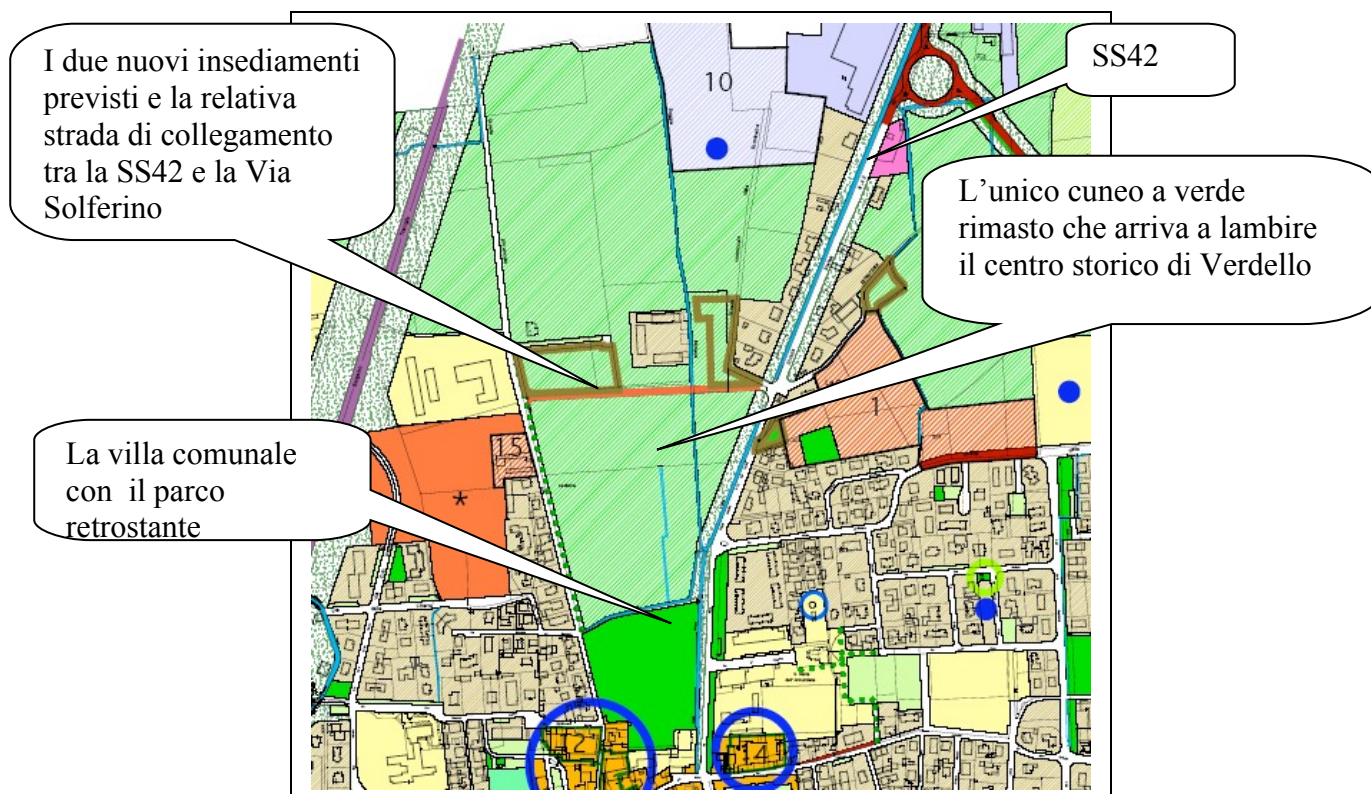 I due nuovi insediamenti
previsti e la relativa
strada di collegamento
tra la SS42 e la Via
Solferino
SS42
10
L’unico cuneo a verde
rimasto che arriva a lambire
il centro storico di Verdello
1
La villa comunale
con il parco
retrostante
15
*
2
4